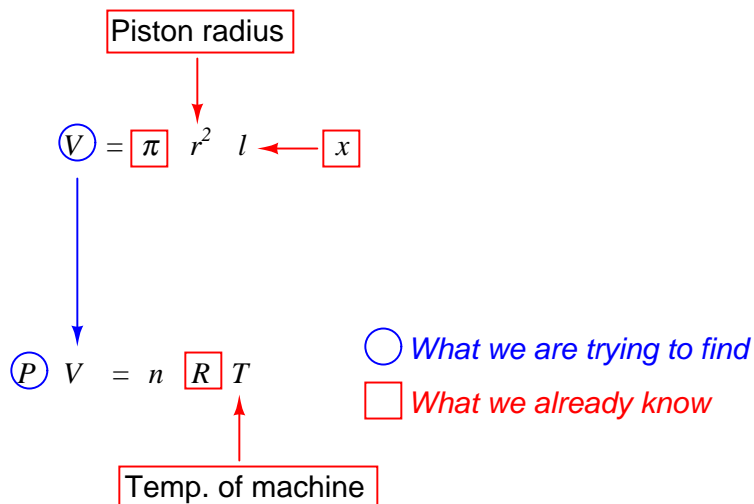 Piston radius
V = π r² l x
P V = n R T
What we are trying to find
What we already know
Temp. of machine